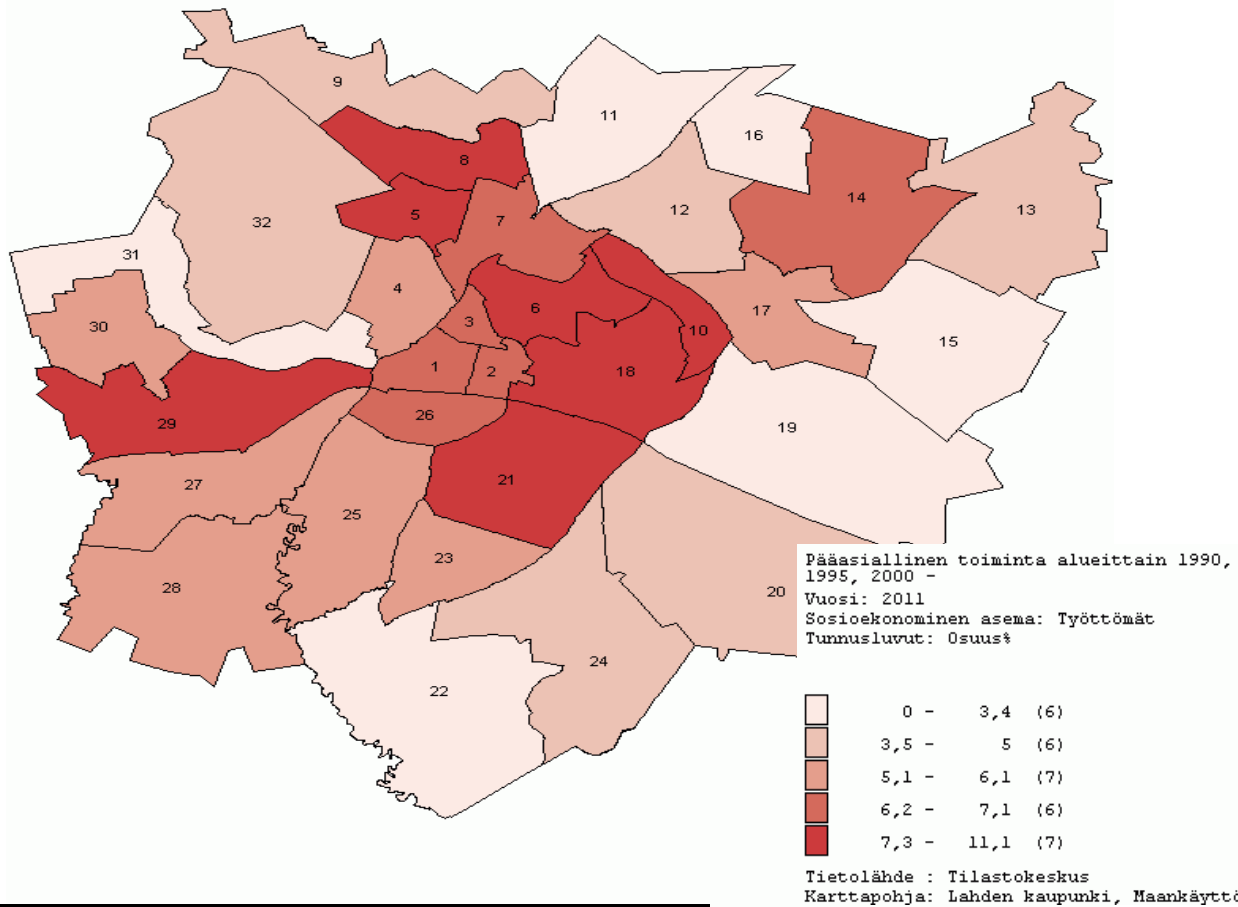 9
11
16
8
14
32
5
7
12
13
31
4
30
3
6
10
17
15
1
2
18
29
26
19
21
27
25
23
28
20
24
22
Pääasiallinen toiminta alueittain 1990,
1995, 2000 -
Vuosi: 2011
Sosioekonominen asema: Työttömät
Tunnusluvut: Osuus%
0 - 3,4 (6)
3,5 - 5 (6)
5,1 - 6,1 (7)
6,2 - 7,1 (6)
7,3 - 11,1 (7)
Tietolähde : Tilastokeskus
Karttapohja: Lahden kaupunki, Maankäyttö